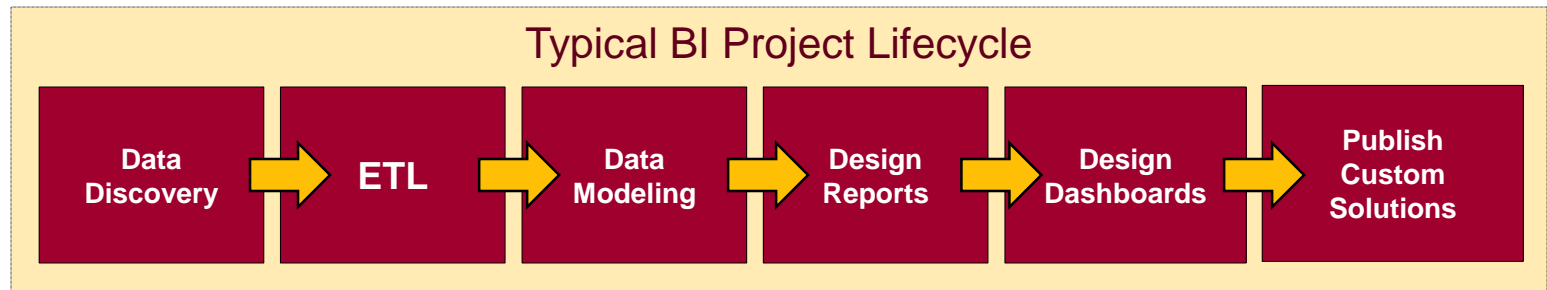 Typical BI Project Lifecycle
Data
Discovery
ETL
Data
Modeling
Design
Reports
Design
Dashboards
Publish
Custom
Solutions